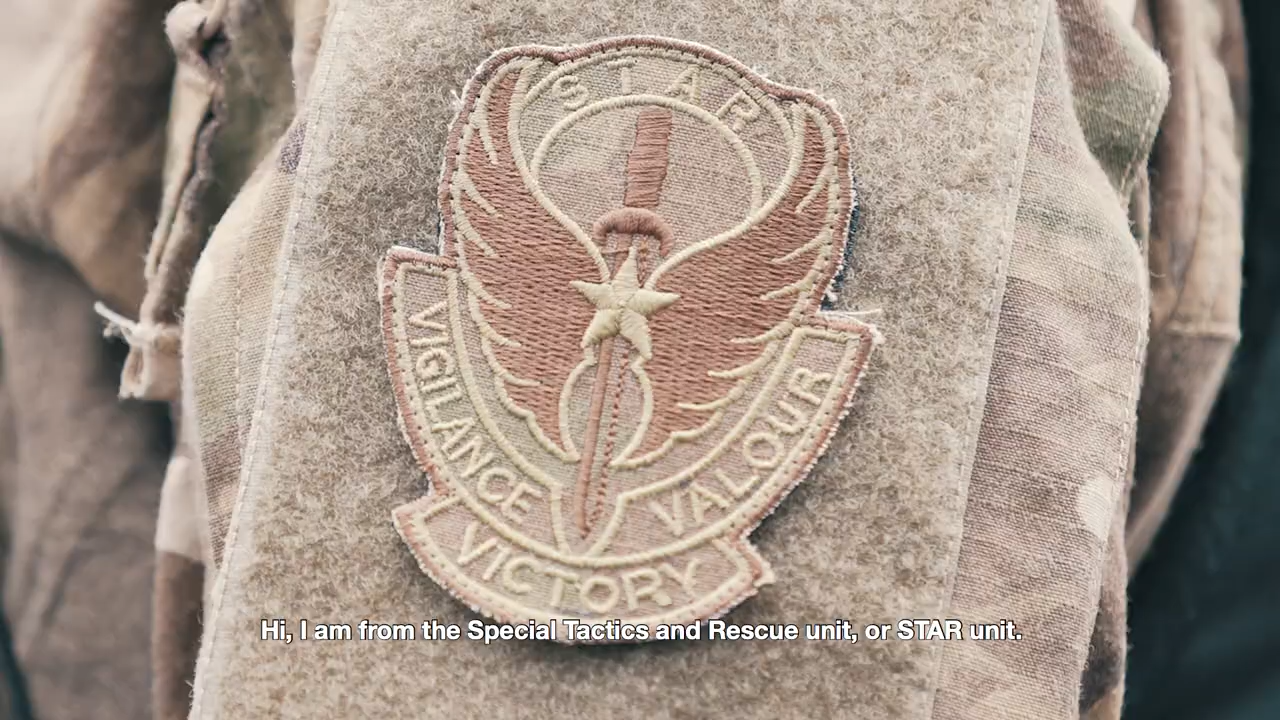 STAR
VIGILANCE
VALOUR
VICTORY
Hi, I am from the Special Tactics and Rescue unit, or STAR unit.